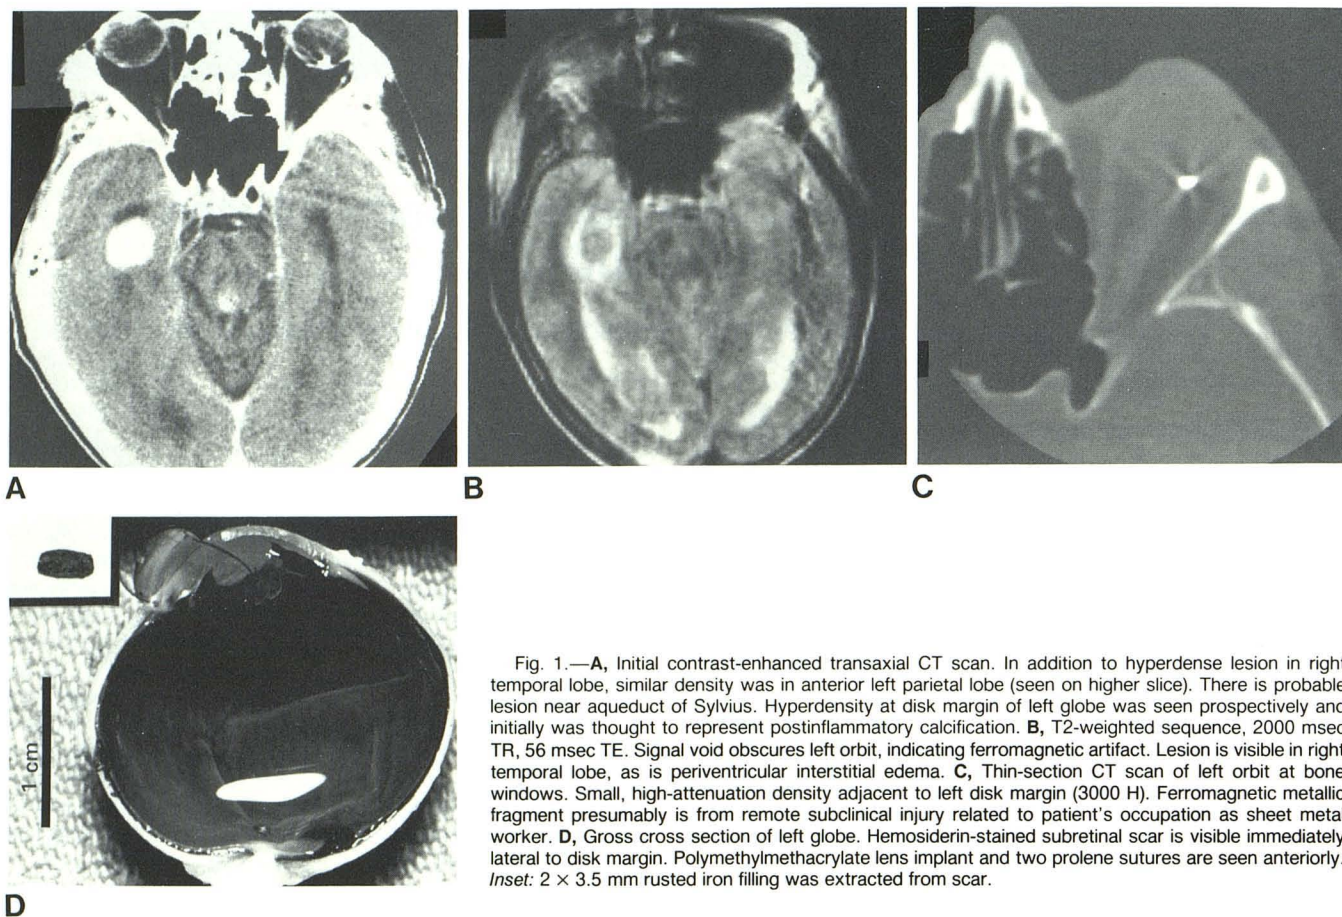 A
B
C
1 cm
D
Fig. 1.—A, Initial contrast-enhanced transaxial CT scan. In addition to hyperdense lesion in righ
temporal lobe, similar density was in anterior left parietal lobe (seen on higher slice). There is probable
lesion near aqueduct of Sylvius. Hyperdensity at disk margin of left globe was seen prospectively and
initially was thought to represent postinflammatory calcification. B, T2-weighted sequence, 2000 msec
TR, 56 msec TE. Signal void obscures left orbit, indicating ferromagnetic artifact. Lesion is visible in right
temporal lobe, as is periventricular interstitial edema. C, Thin-section CT scan of left orbit at bone
windows. Small, high-attenuation density adjacent to left disk margin (3000 H). Ferromagnetic metallic
fragment presumably is from remote subclinical injury related to patient's occupation as sheet meta
worker. D, Gross cross section of left globe. Hemosiderin-stained subretinal scar is visible immediately
lateral to disk margin. Polymethylmethacrylate lens implant and two prolene sutures are seen anteriorly.
Inset: 2 × 3.5 mm rusted iron filling was extracted from scar.